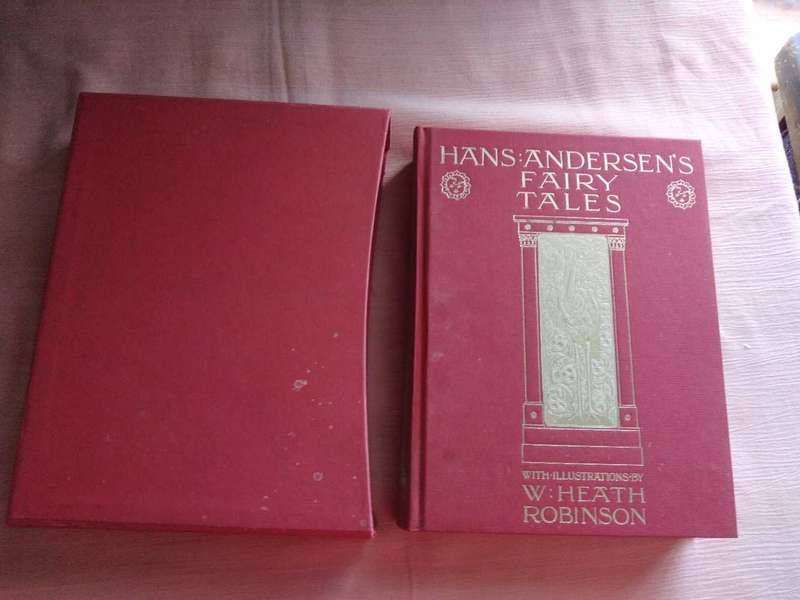 HANS:ANDERSEN'S
FAIRY
TALES
WITH·ILLUSTRATIONS·BY
W:HEATH
ROBINSON